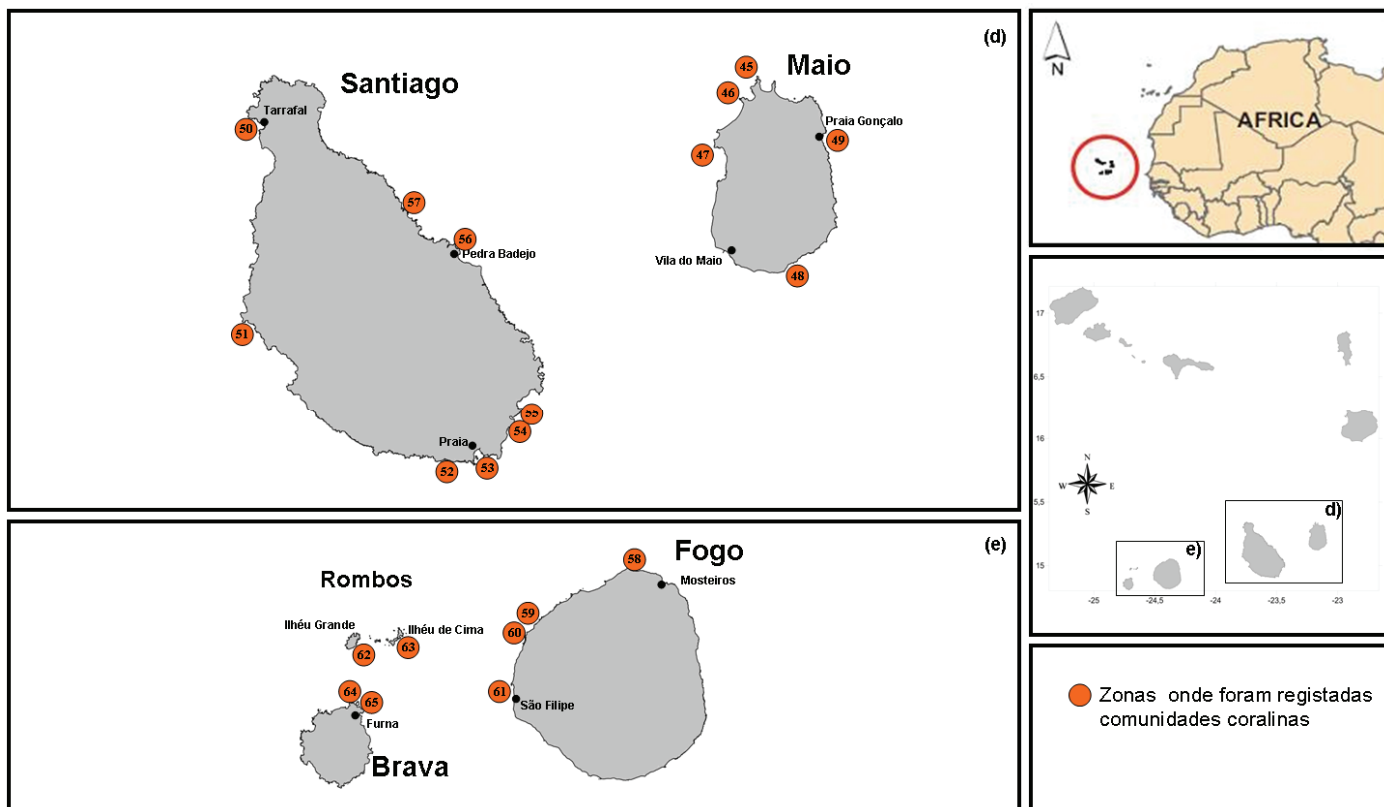 (d)
Santiago
Maio
45
46
Tarrafal
50
Praia Gonçalo
49
47
57
56
Pedra Badejo
Vila do Maio
48
51
55
54
Praia
52
53
(e)
Fogo
58
Mosteiros
Rombos
59
60
Ilhéu Grande
Ilhéu de Cima
62
63
64
65
61
São Filipe
Furna
Brava
N
AFRICA
17
16,5
16
N
W
E
S
5,5
d)
e)
15
-25
-24,5
-24
-23,5
-23
Zonas onde foram registadas
comunidades coralinas